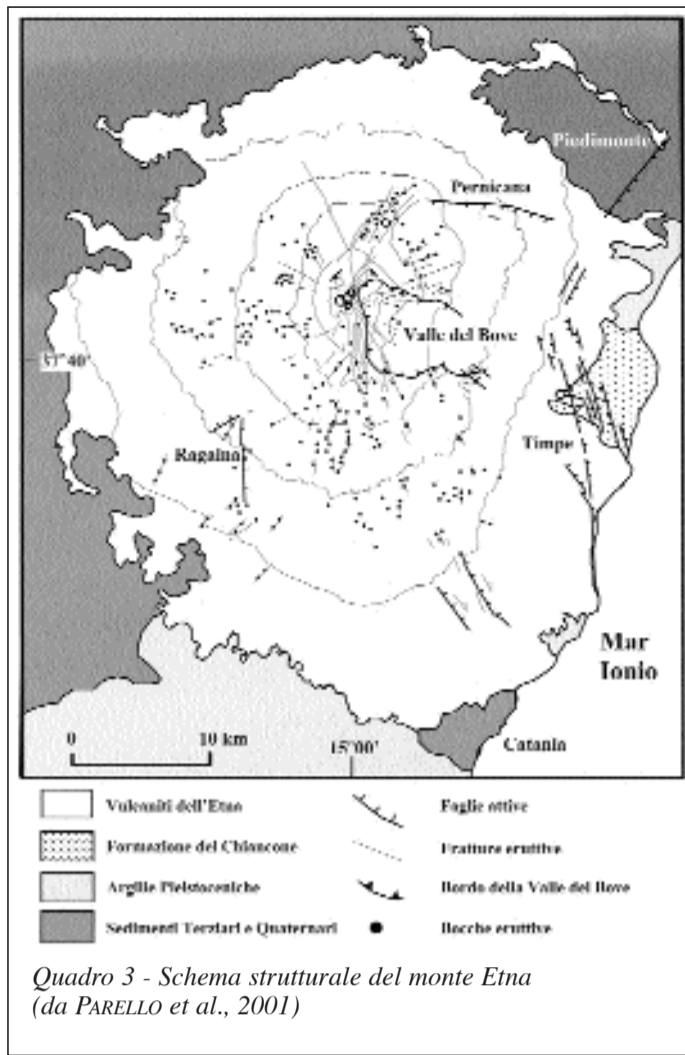 Piedimonte
Pernicana
Valle del Bove
37°40'
Ragalna
Timpe
Mar
Ionio
0 10 km
15°00'
Catania
Vulcaniti dell'Etna
Faglie attive
Formazione del Chiancone
Fratture eruttive
Argille Pleistoceniche
Bordo della Valle del Bove
Sedimenti Terziari e Quaternari
Bocche eruttive
Quadro 3 - Schema strutturale del monte Etna
(da PARELLO et al., 2001)